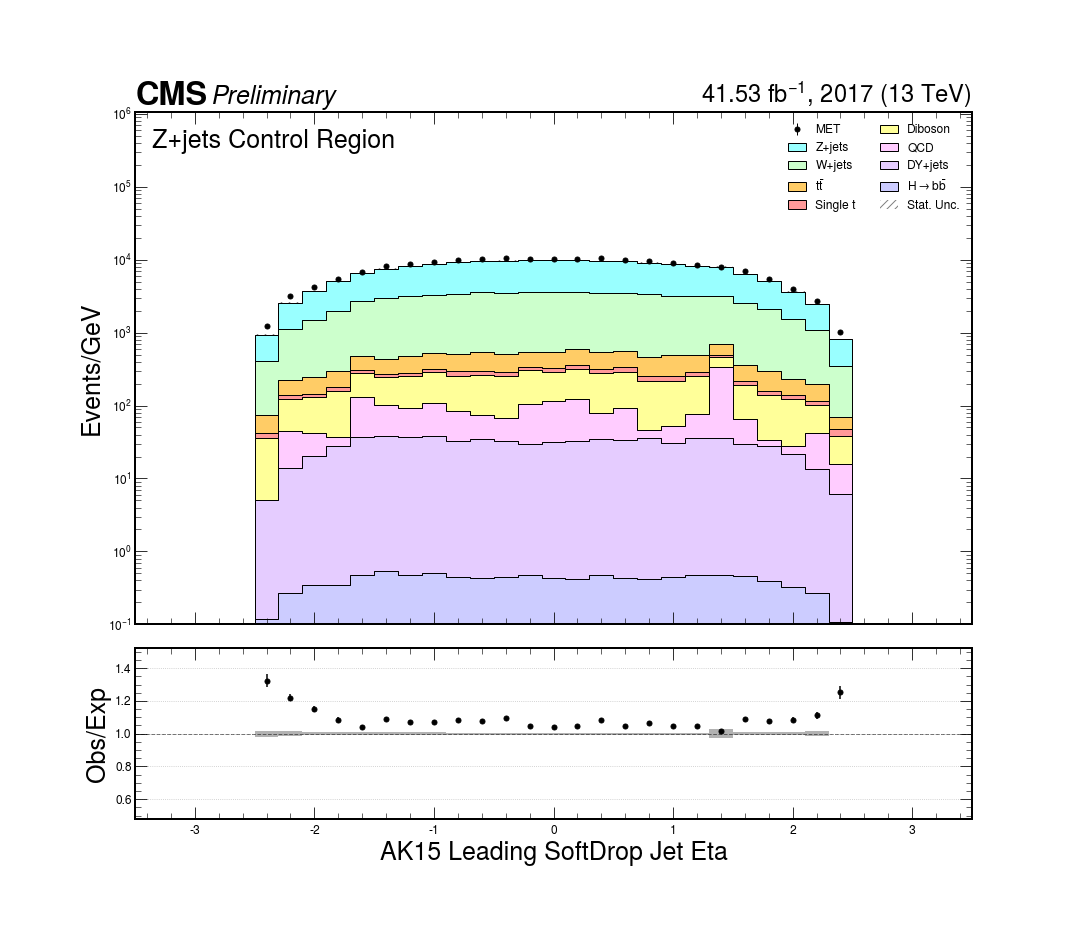 CMS Preliminary
41.53 fb⁻¹, 2017 (13 TeV)
Z+jets Control Region
MET
Z+jets
W+jets
tt̄
Single t
Diboson
QCD
DY+jets
H→bb̄
Stat. Unc.
Events/GeV
10⁶
10⁵
10⁴
10³
10²
10¹
10⁰
10⁻¹
Obs/Exp
1.4
1.2
1.0
0.8
0.6
-3 -2 -1 0 1 2 3
AK15 Leading SoftDrop Jet Eta